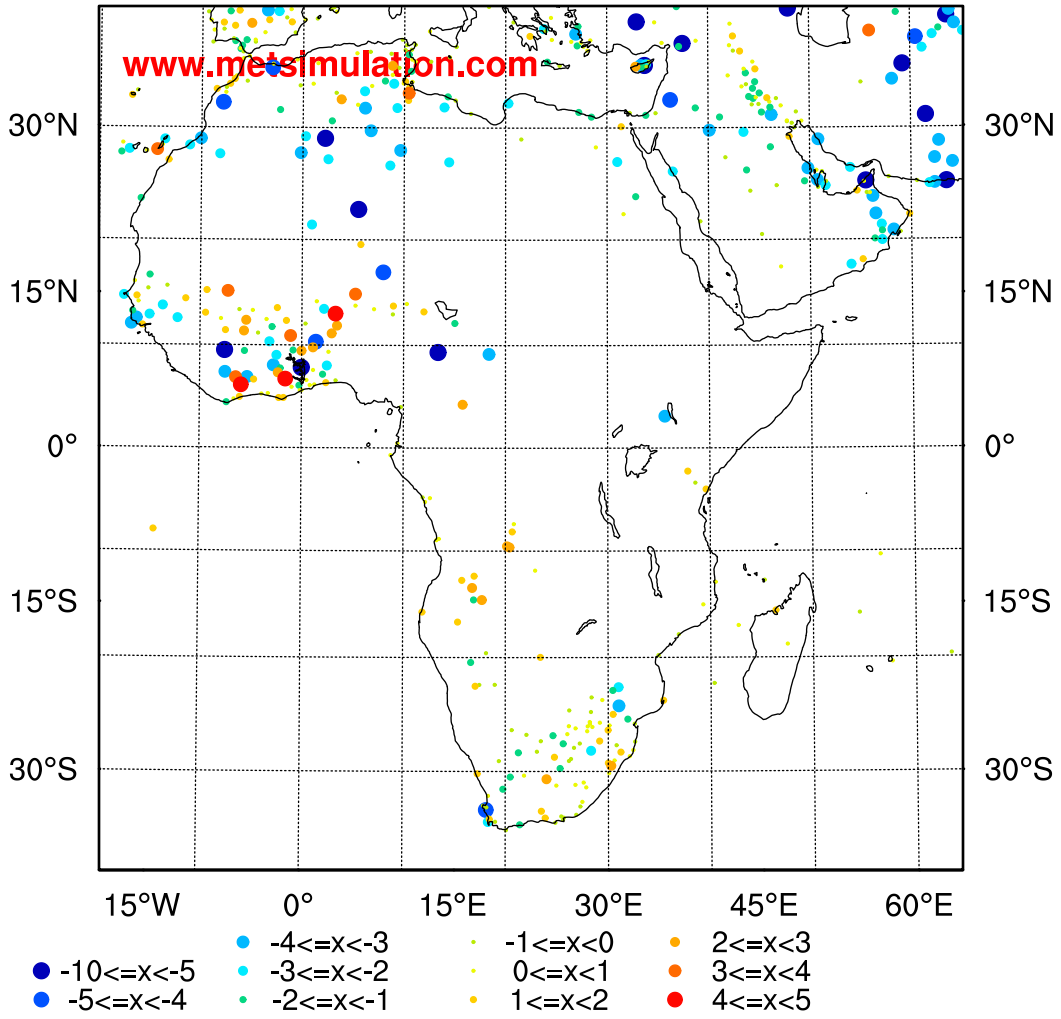 www.metsimulation.com
30°N 30°N
15°N 15°N
0° 0°
15°S 15°S
30°S 30°S
15°W 0° 15°E 30°E 45°E 60°E
-4<=x<-3 -1<=x<0 2<=x<3
-10<=x<-5 -3<=x<-2 0<=x<1 3<=x<4
-5<=x<-4 -2<=x<-1 1<=x<2 4<=x<5